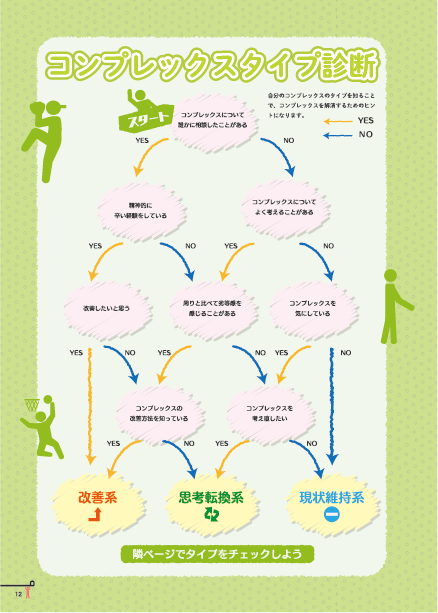 コンプレックスタイプ診断
自分のコンプレックスのタイプを知ること
で、コンプレックスを解消するためのヒン
トになります。
YES
NO
スタート
コンプレックスについて
誰かに相談したことがある
YES
NO
精神的に
辛い経験をしている
コンプレックスについて
よく考えることがある
YES
NO
YES
NO
改善したいと思う
周りと比べて劣等感を
感じることがある
コンプレックスを
気にしている
YES
NO
YES
NO
YES
NO
コンプレックスの
改善方法を知っている
コンプレックスを
考え直したい
YES
NO
YES
NO
改善系
思考転換系
現状維持系
隣ページでタイプをチェックしよう
12